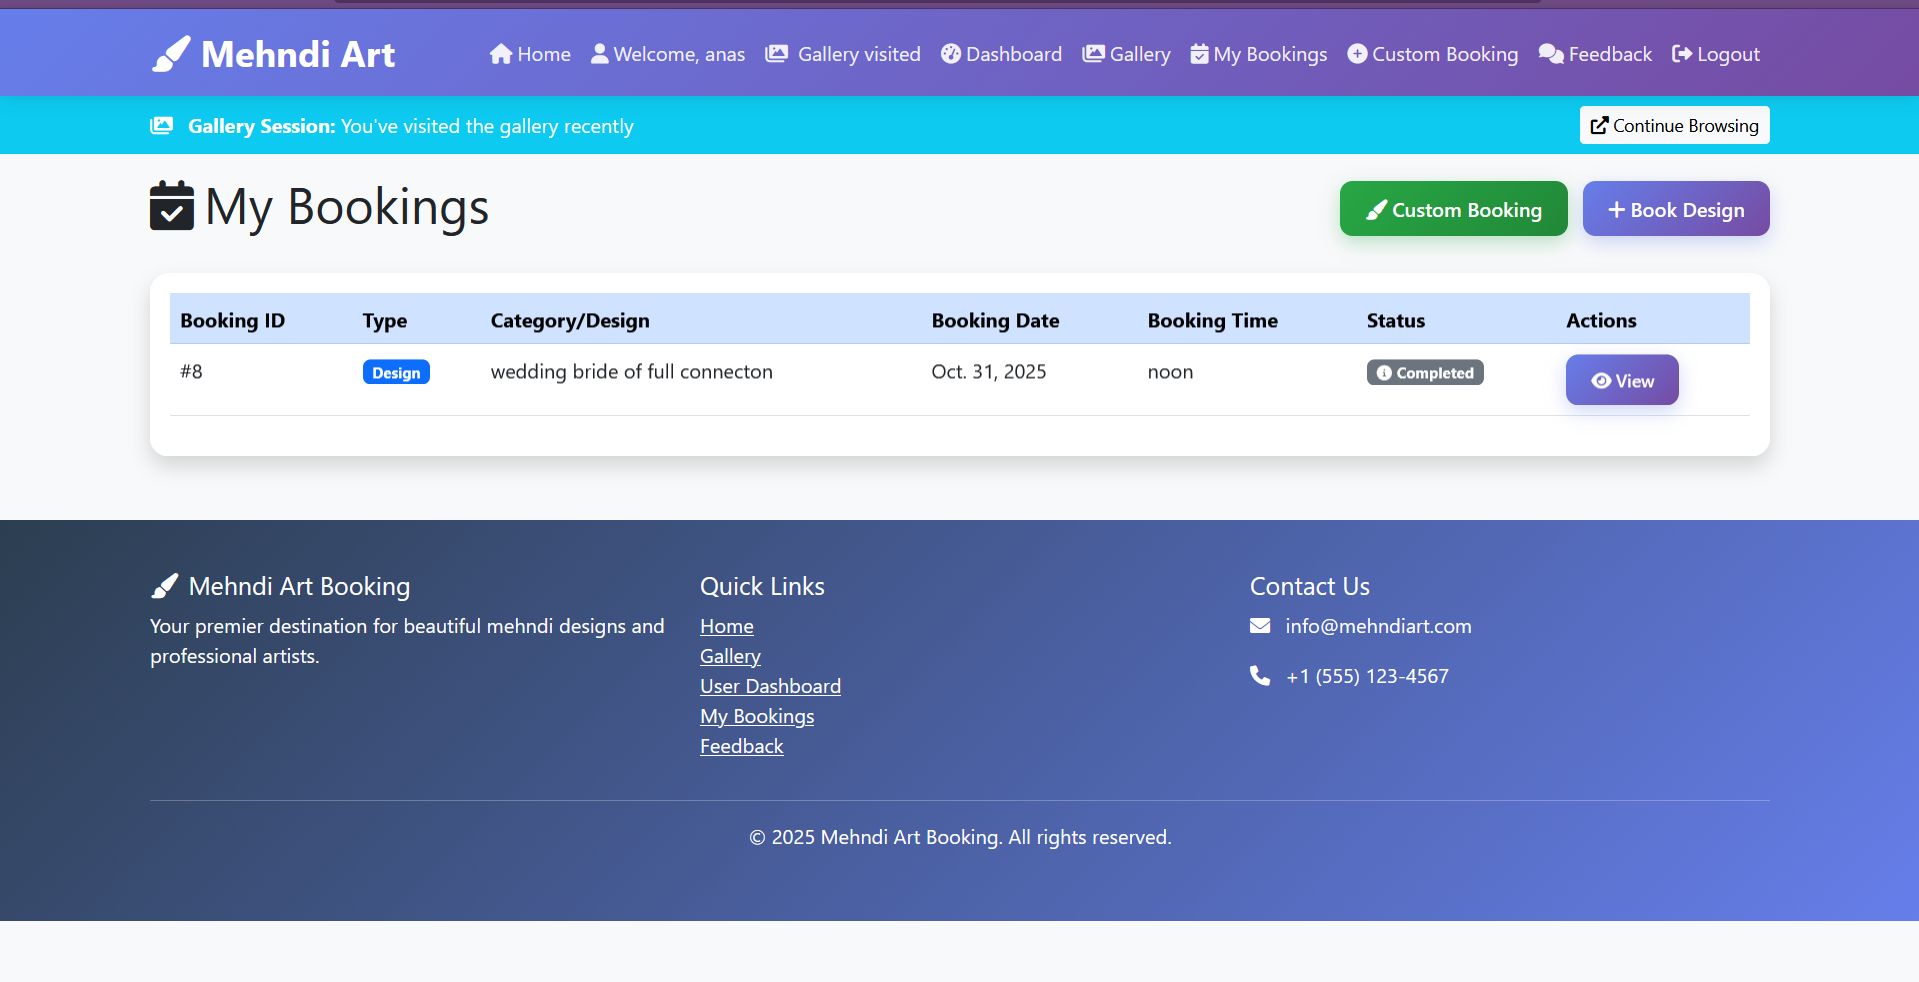 Mehndi Art Home Welcome, anas Gallery visited Dashboard Gallery My Bookings Custom Booking Feedback Logout
Gallery Session: You've visited the gallery recently Continue Browsing
My Bookings Custom Booking Book Design
Booking ID Type Category/Design Booking Date Booking Time Status Actions
#8 Design wedding bride of full connecton Oct. 31, 2025 noon Completed View
Mehndi Art Booking
Your premier destination for beautiful mehndi designs and
professional artists.
Quick Links
Home
Gallery
User Dashboard
My Bookings
Feedback
Contact Us
info@mehndiart.com
+1 (555) 123-4567
© 2025 Mehndi Art Booking. All rights reserved.